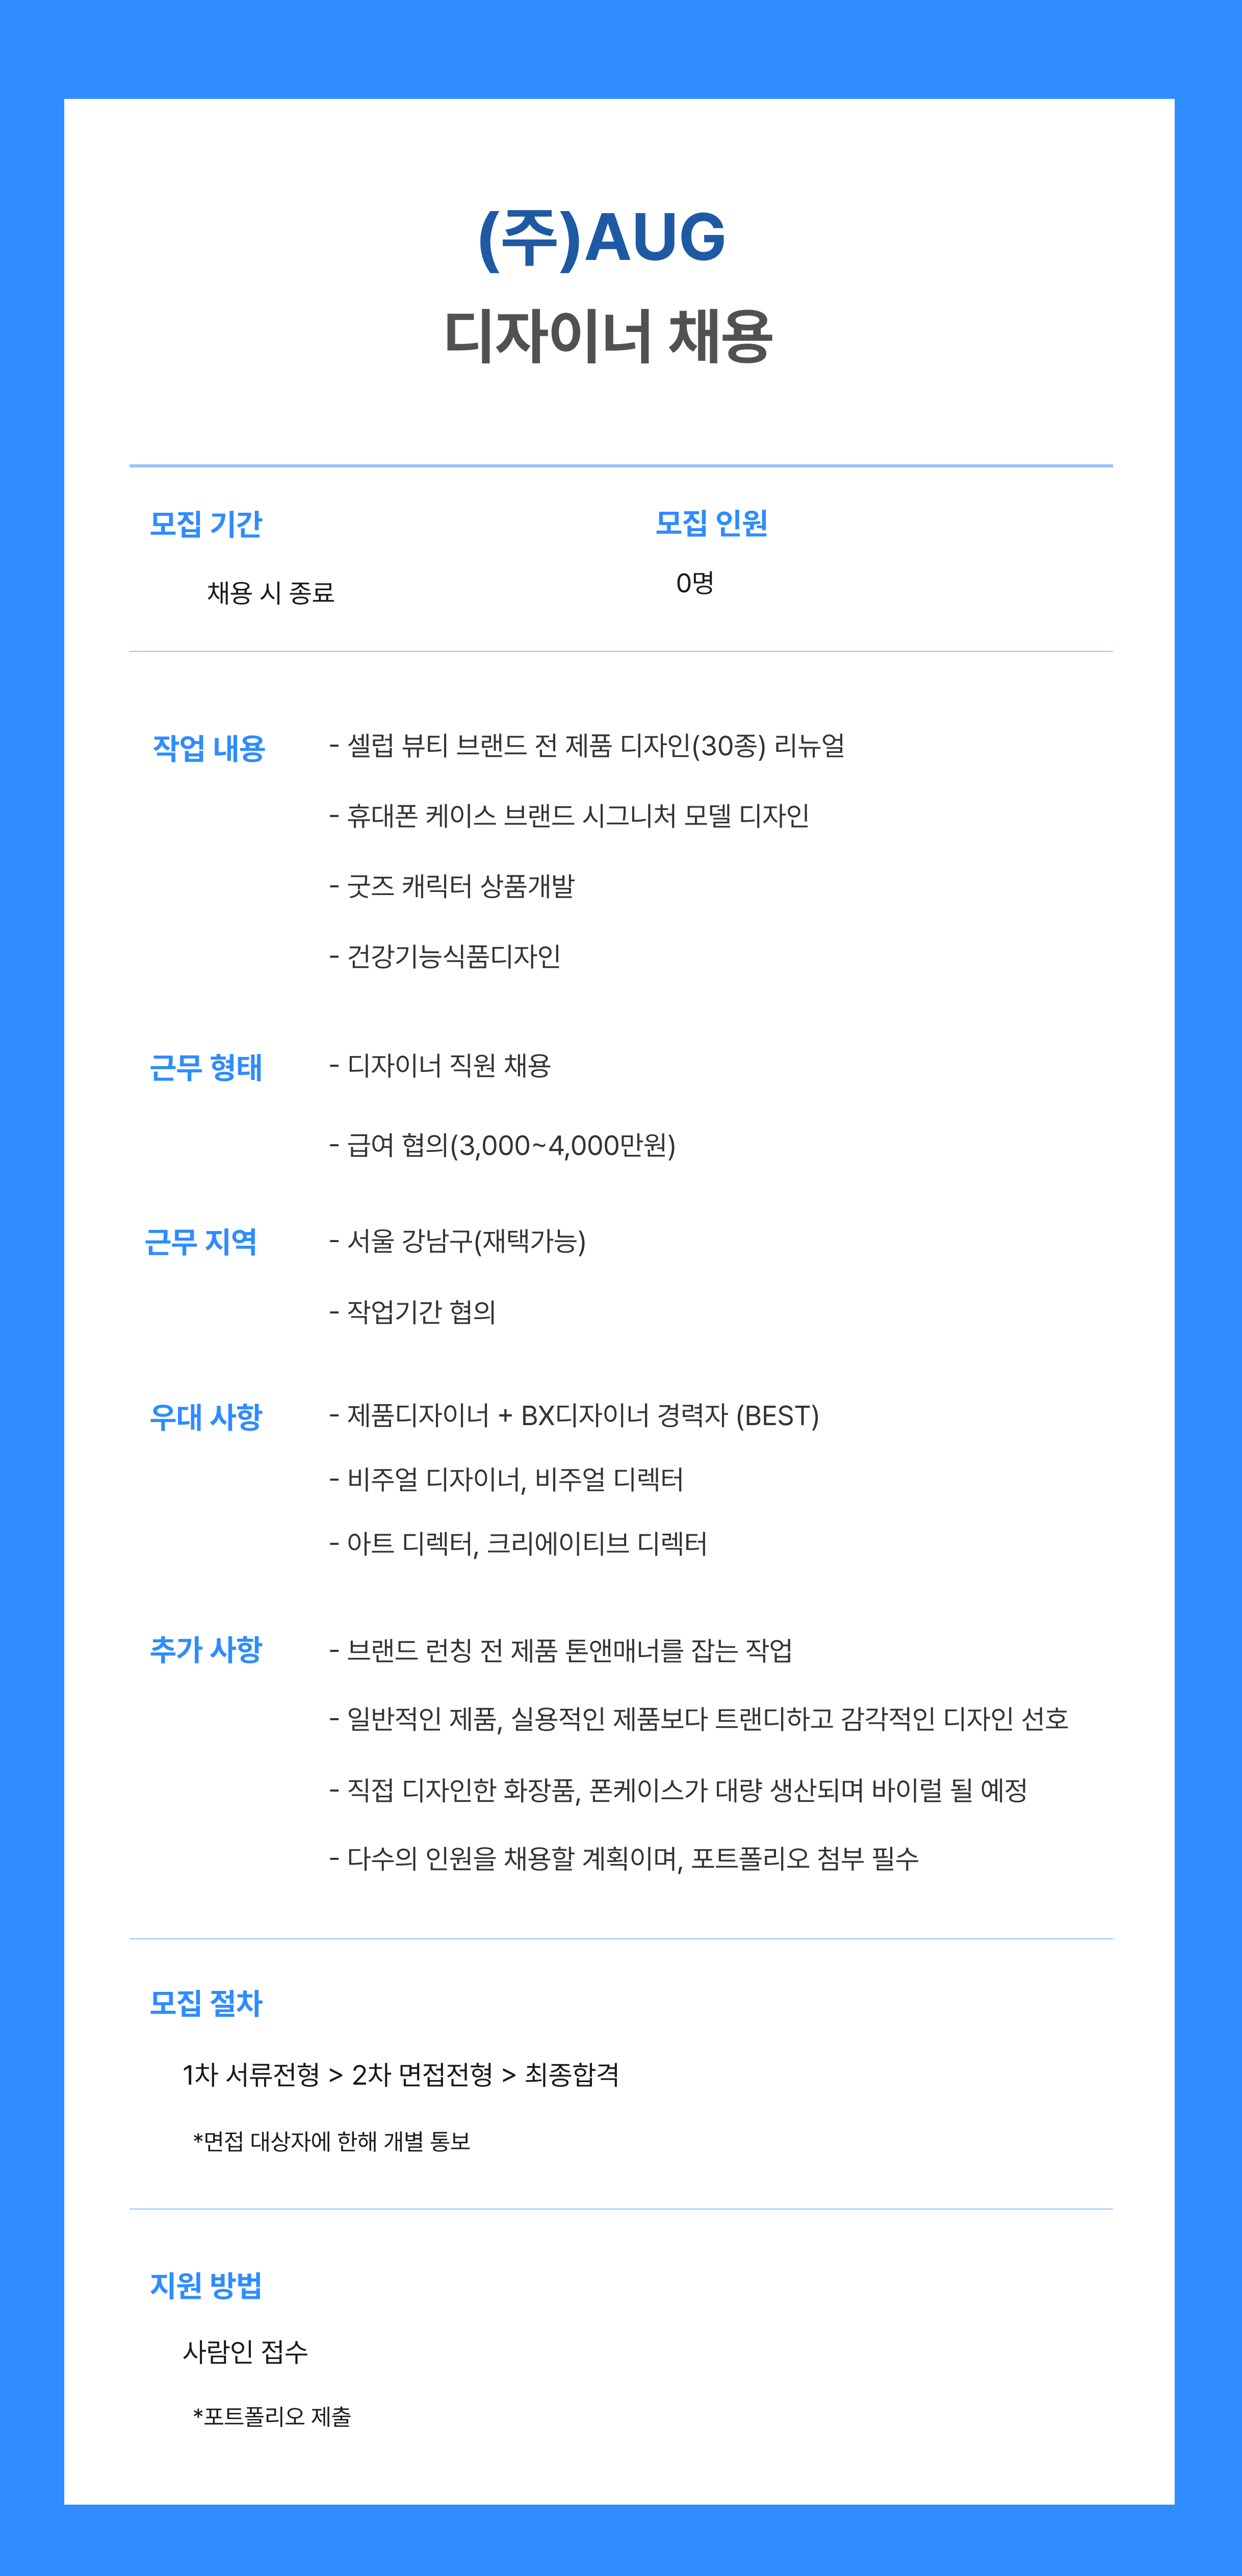 (주)AUG
디자이너 채용
모집 기간
채용 시 종료
모집 인원
0명
작업 내용
- 셀럽 뷰티 브랜드 전 제품 디자인(30종) 리뉴얼
- 휴대폰 케이스 브랜드 시그니처 모델 디자인
- 굿즈 캐릭터 상품개발
- 건강기능식품디자인
근무 형태
- 디자이너 직원 채용
- 급여 협의(3,000~4,000만원)
근무 지역
- 서울 강남구(재택가능)
- 작업기간 협의
우대 사항
- 제품디자이너 + BX디자이너 경력자 (BEST)
- 비주얼 디자이너, 비주얼 디렉터
- 아트 디렉터, 크리에이티브 디렉터
추가 사항
- 브랜드 런칭 전 제품 톤앤매너를 잡는 작업
- 일반적인 제품, 실용적인 제품보다 트랜디하고 감각적인 디자인 선호
- 직접 디자인한 화장품, 폰케이스가 대량 생산되며 바이럴 될 예정
- 다수의 인원을 채용할 계획이며, 포트폴리오 첨부 필수
모집 절차
1차 서류전형 > 2차 면접전형 > 최종합격
*면접 대상자에 한해 개별 통보
지원 방법
사람인 접수
*포트폴리오 제출